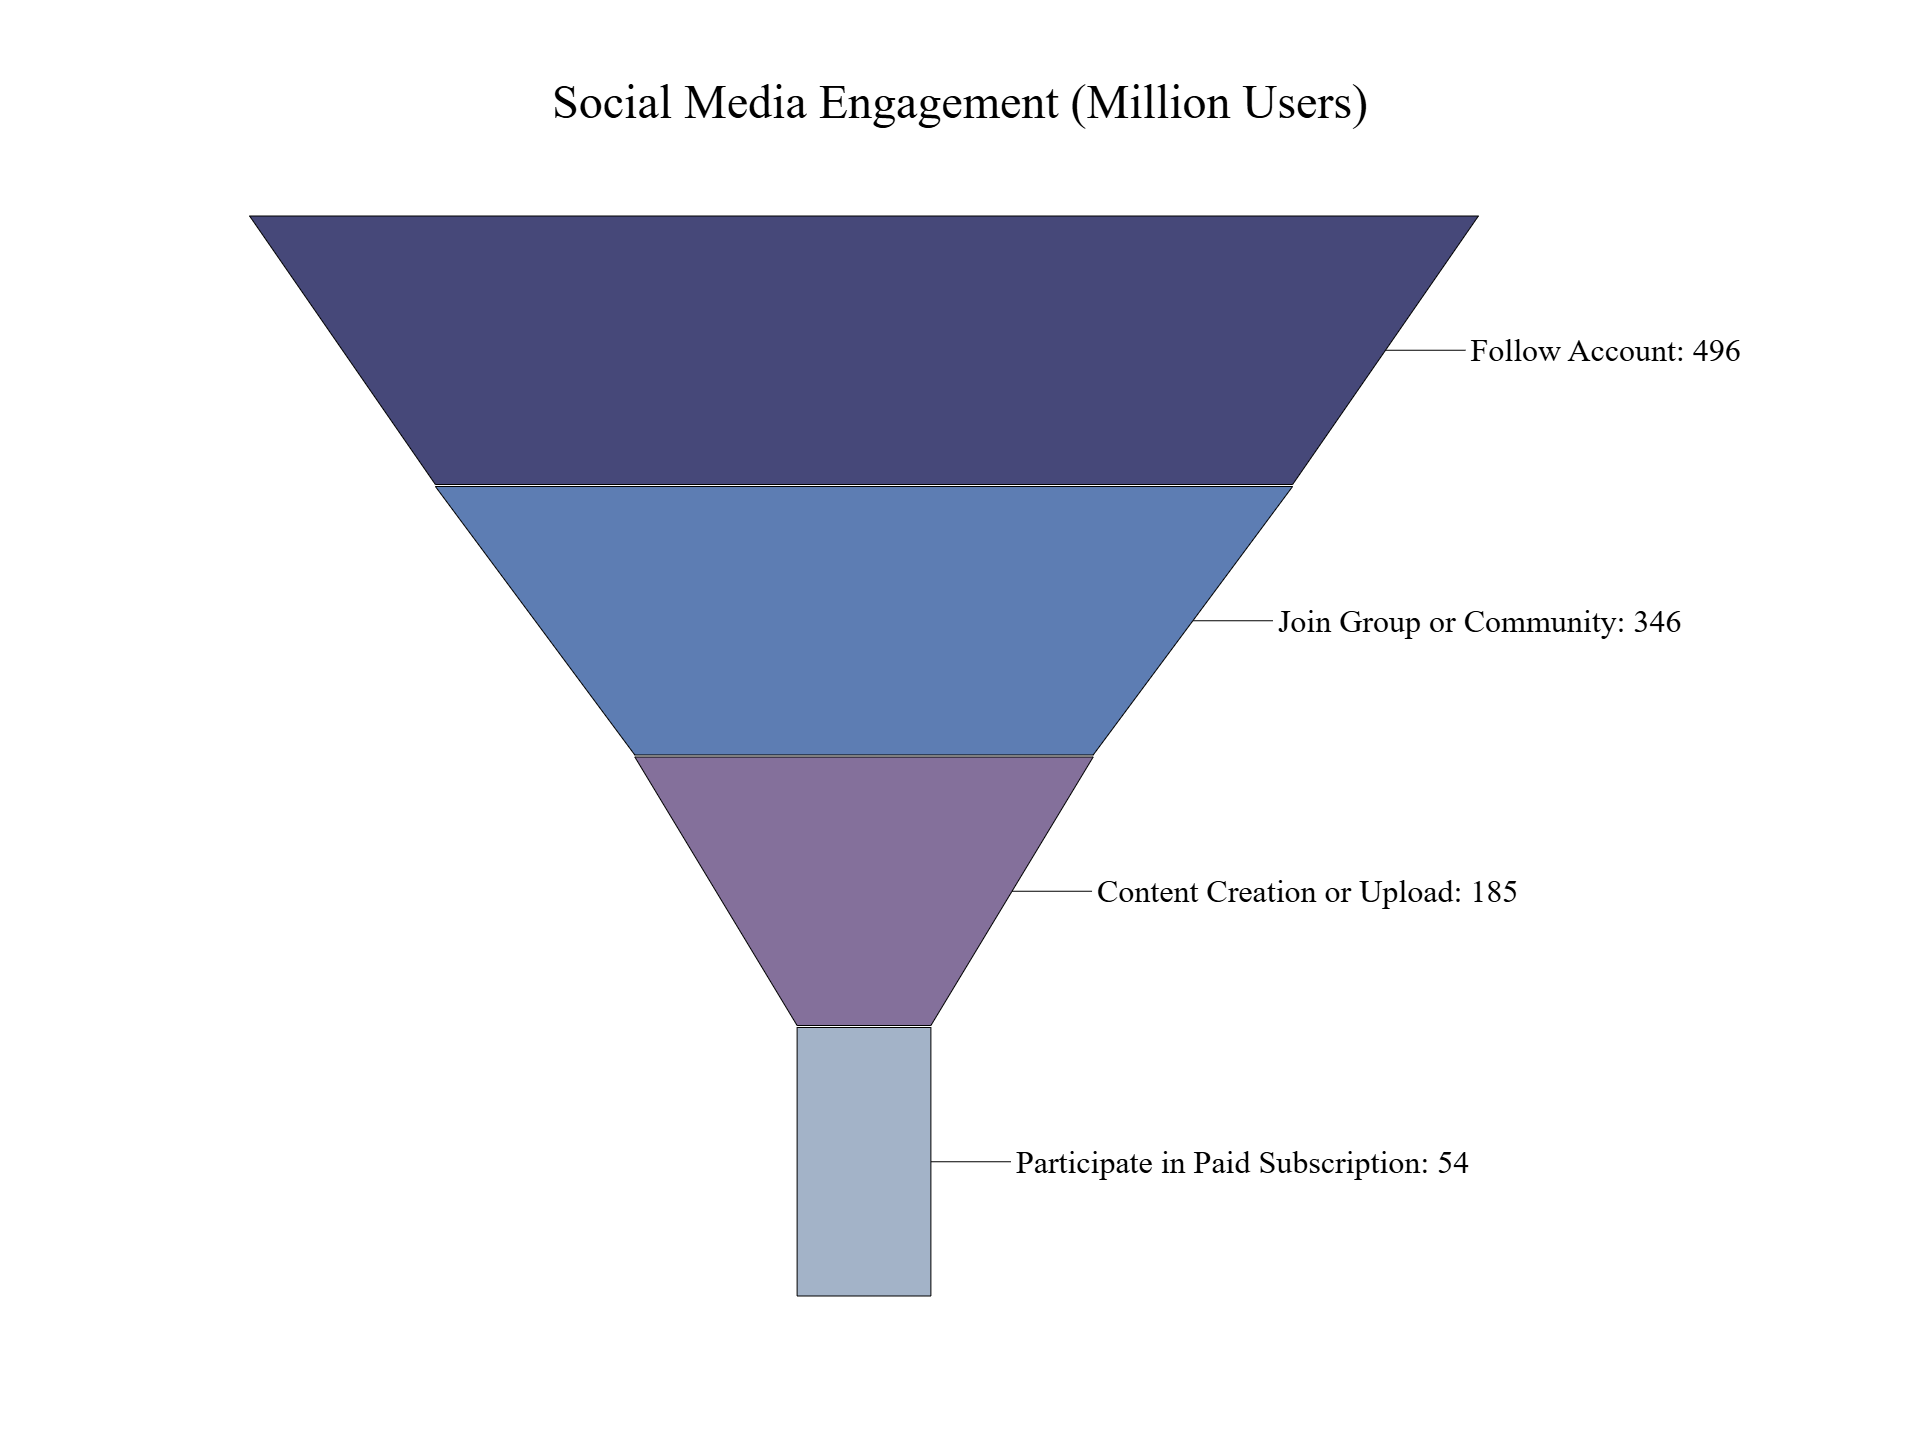 Social Media Engagement (Million Users)
Follow Account: 496
Join Group or Community: 346
Content Creation or Upload: 185
Participate in Paid Subscription: 54